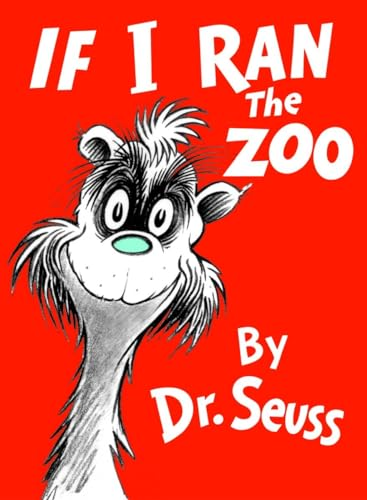 IF I RAN
The
ZOO
By
Dr. Seuss